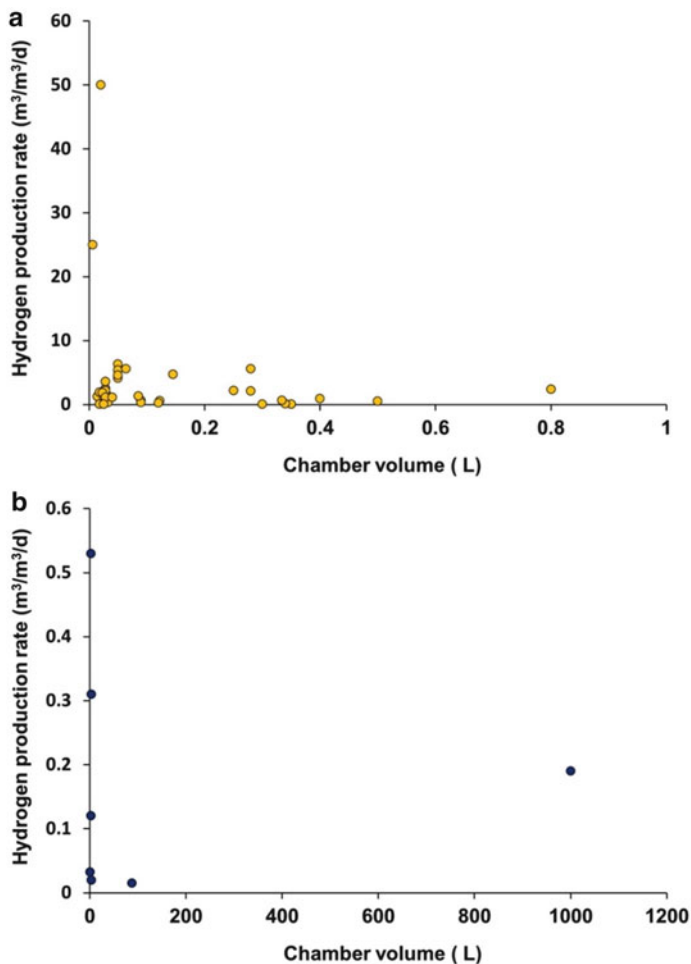 a
Hydrogen production rate (m³/m³/d)
60
50
40
30
20
10
0
0 0.2 0.4 0.6 0.8 1
Chamber volume ( L)
b
Hydrogen production rate (m³/m³/d)
0.6
0.5
0.4
0.3
0.2
0.1
0
0 200 400 600 800 1000 1200
Chamber volume ( L)